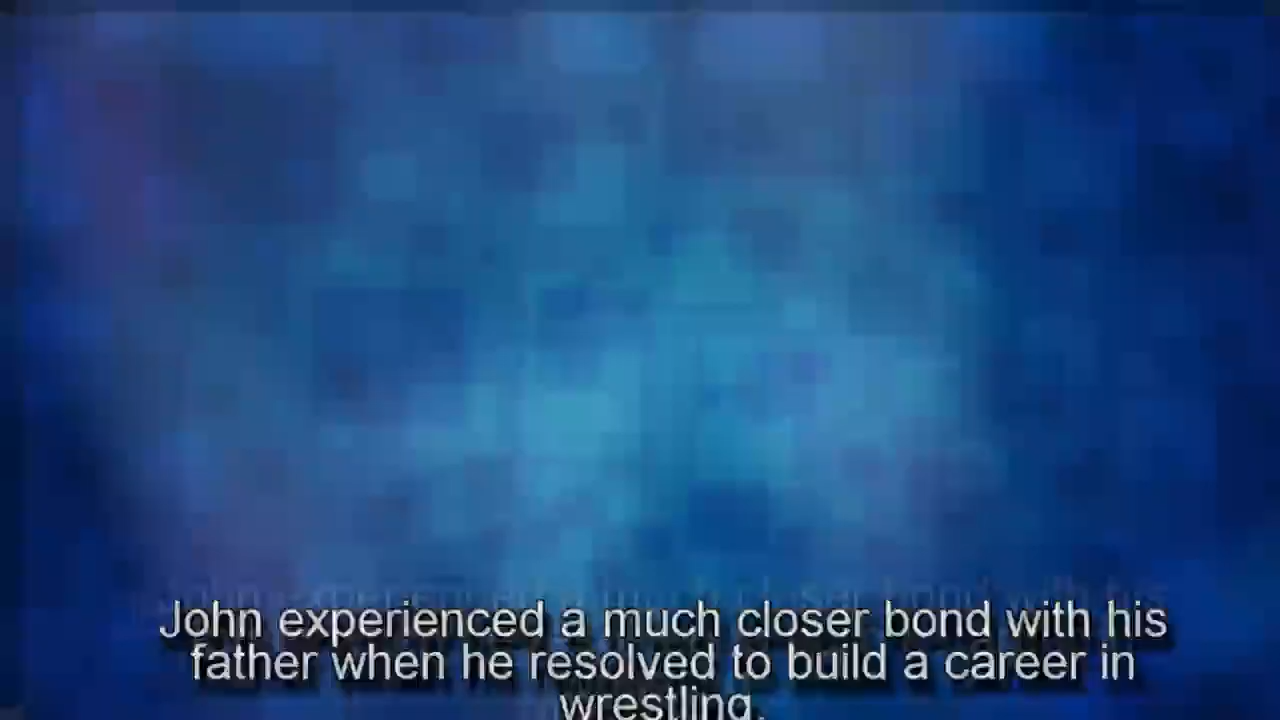 John experienced a much closer bond with his
father when he resolved to build a career in
wrestling.